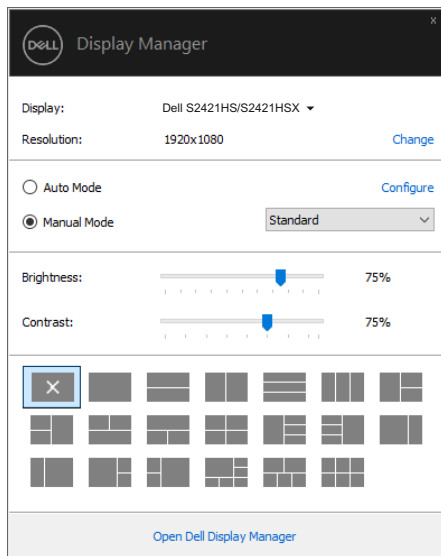 x
DELL Display Manager
Display: Dell S2421HS/S2421HSX
Resolution: 1920x1080 Change
Auto Mode Configure
Manual Mode Standard
Brightness: 75%
Contrast: 75%
Open Dell Display Manager